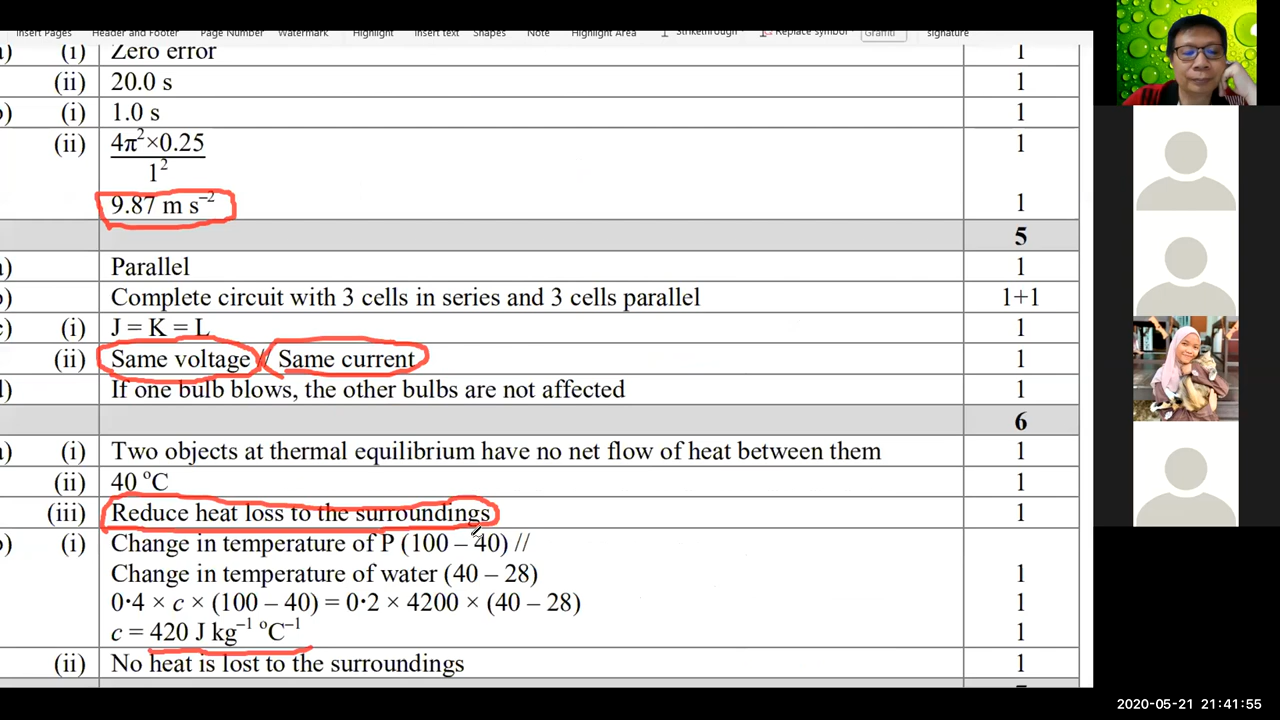 Insert Pages Header and Footer Page Number Watermark Highlight Insert text Shapes Note Highlight Area Strikethrough Replace symbol Graffiti signature
) (i) Zero error 1
(ii) 20.0 s 1
) (i) 1.0 s 1
(ii) 4π²×0.25 1
1²
9.87 m s⁻² 1
5
) Parallel 1
) Complete circuit with 3 cells in series and 3 cells parallel 1+1
) (i) J = K = L 1
(ii) Same voltage // Same current 1
) If one bulb blows, the other bulbs are not affected 1
6
) (i) Two objects at thermal equilibrium have no net flow of heat between them 1
(ii) 40 °C 1
(iii) Reduce heat loss to the surroundings 1
) (i) Change in temperature of P (100 – 40) //
Change in temperature of water (40 – 28) 1
0·4 × c × (100 – 40) = 0·2 × 4200 × (40 – 28) 1
c = 420 J kg⁻¹ °C⁻¹ 1
(ii) No heat is lost to the surroundings 1
2020-05-21 21:41:55